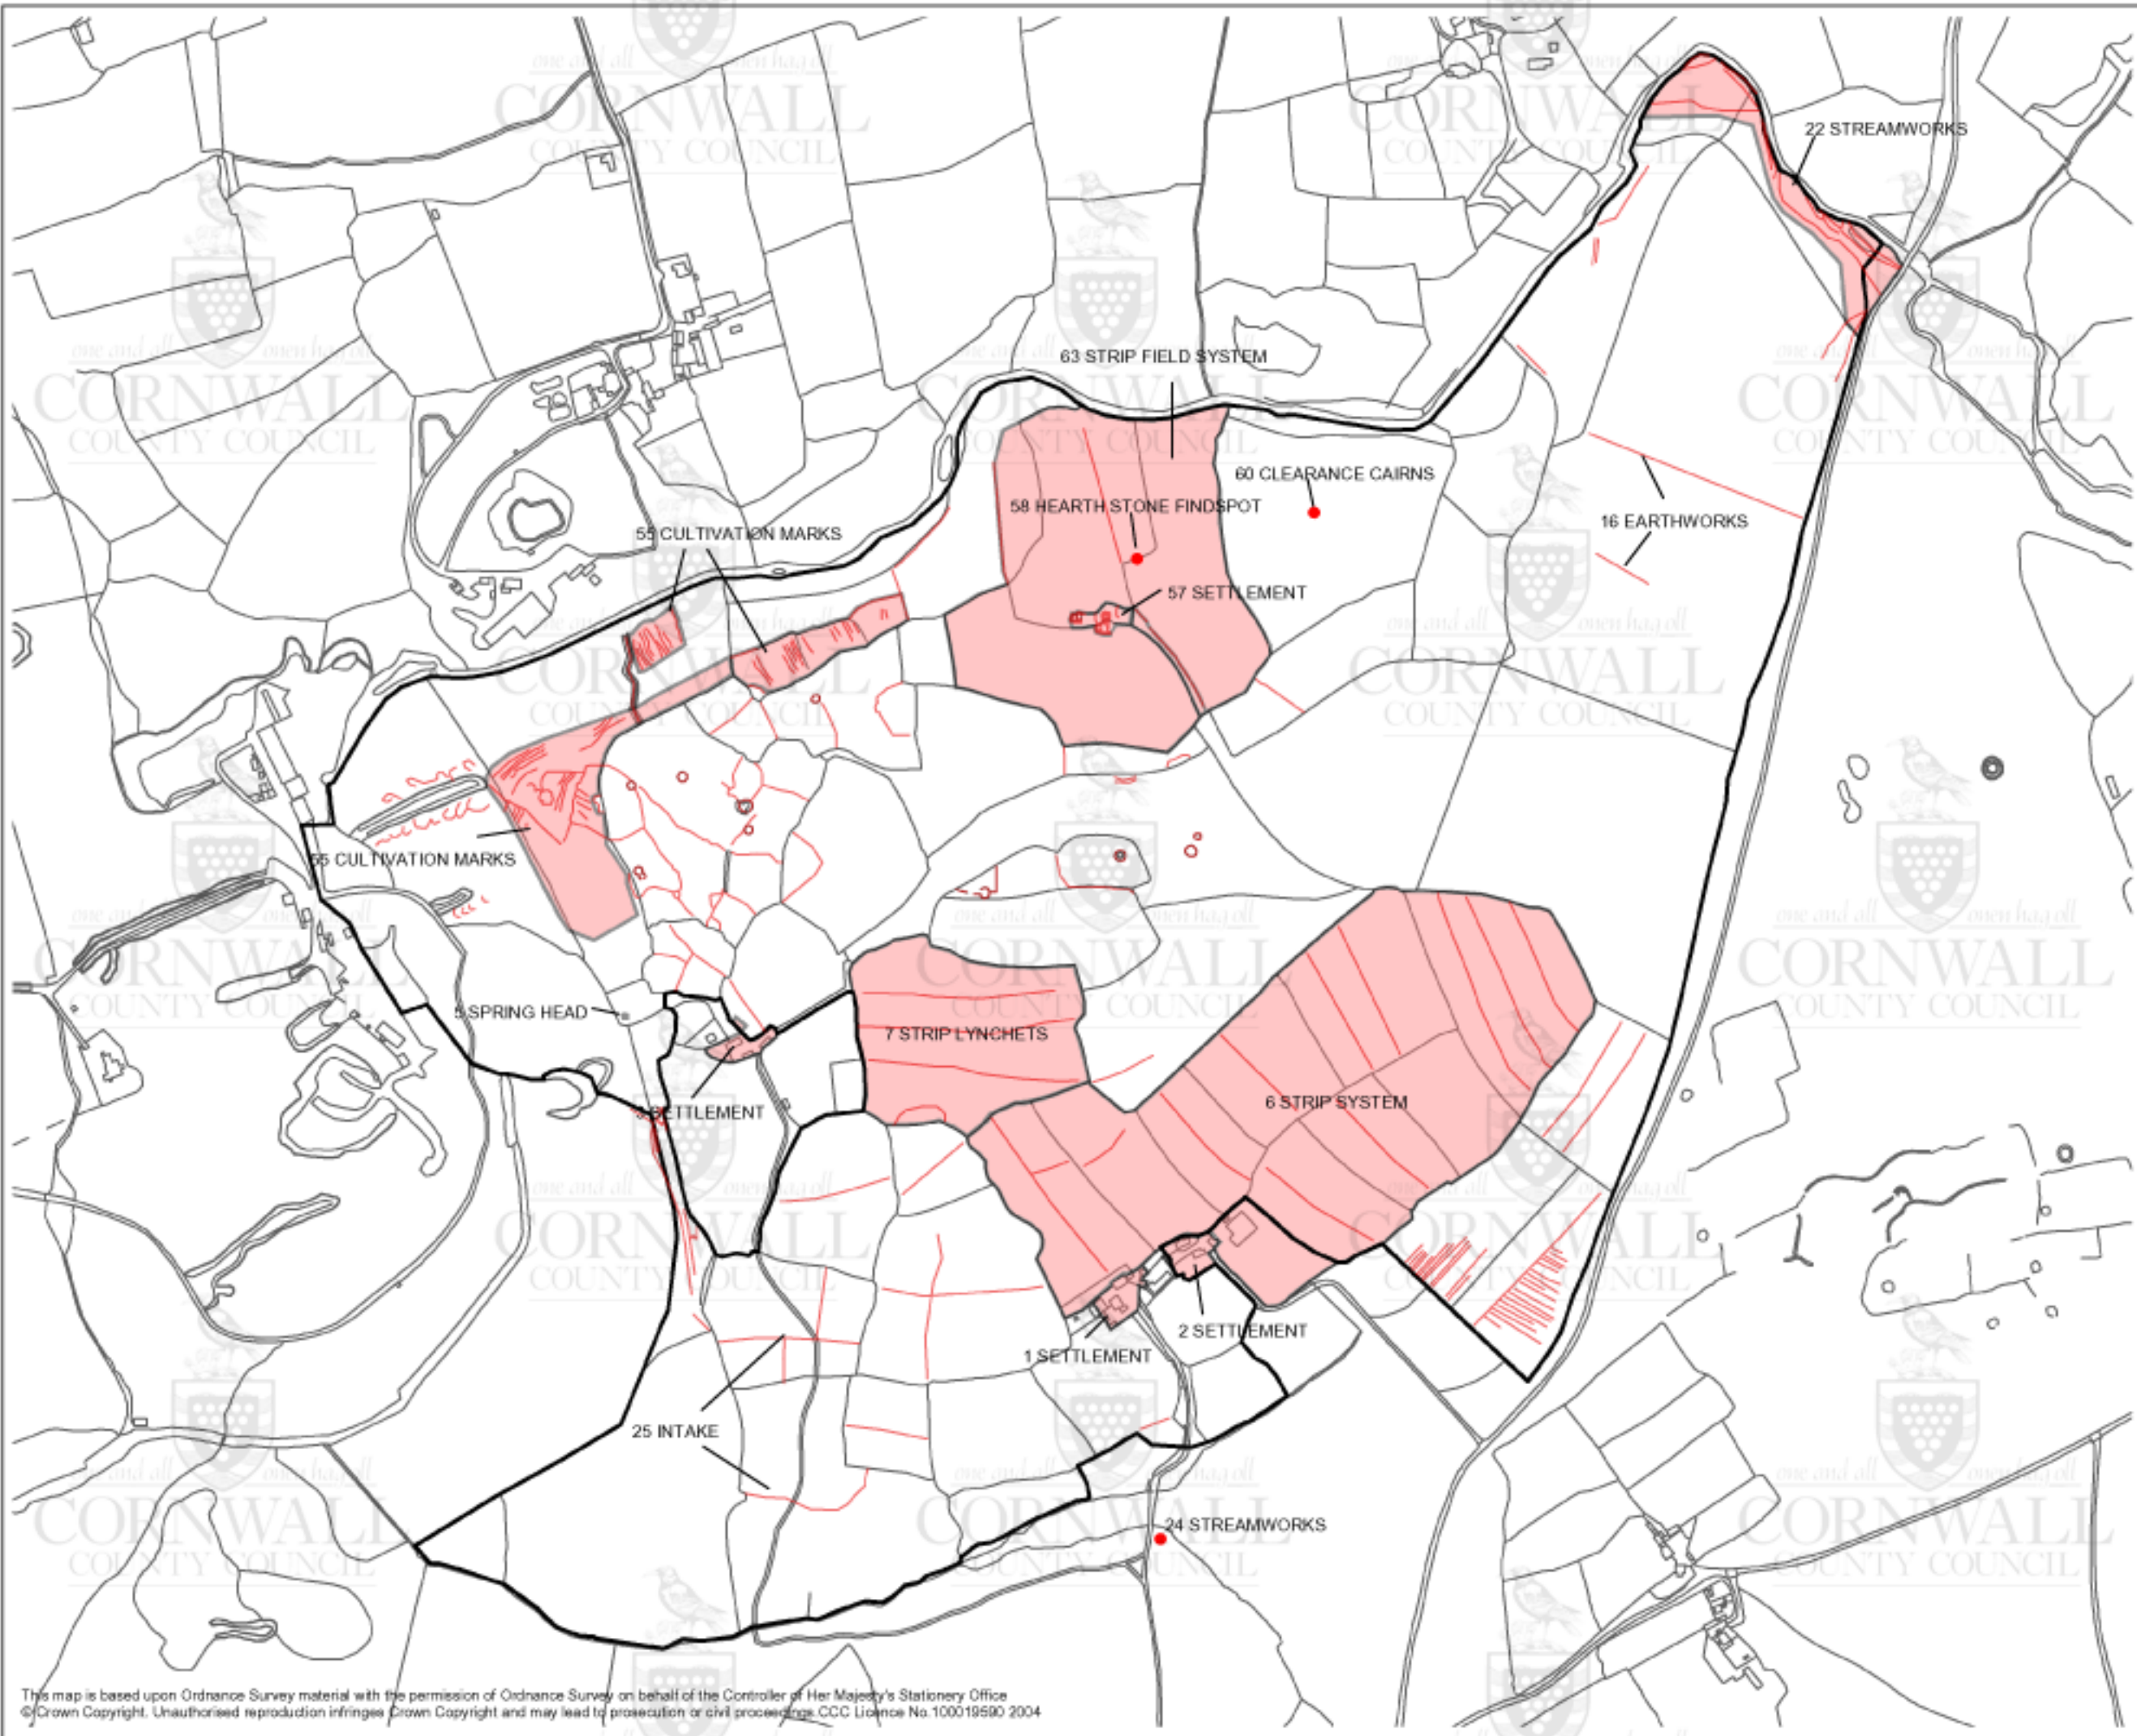 22 STREAMWORKS
63 STRIP FIELD SYSTEM
60 CLEARANCE CAIRNS
58 HEARTH STONE FINDSPOT
16 EARTHWORKS
55 CULTIVATION MARKS
57 SETTLEMENT
55 CULTIVATION MARKS
5 SPRING HEAD
7 STRIP LYNCHETS
6 STRIP SYSTEM
3 SETTLEMENT
2 SETTLEMENT
1 SETTLEMENT
25 INTAKE
24 STREAMWORKS
one and all onen hag oll
CORNWALL
COUNTY COUNCIL
This map is based upon Ordnance Survey material with the permission of Ordnance Survey on behalf of the Controller of Her Majesty's Stationery Office
© Crown Copyright. Unauthorised reproduction infringes Crown Copyright and may lead to prosecution or civil proceedings.CCC Licence No.100019590 2004